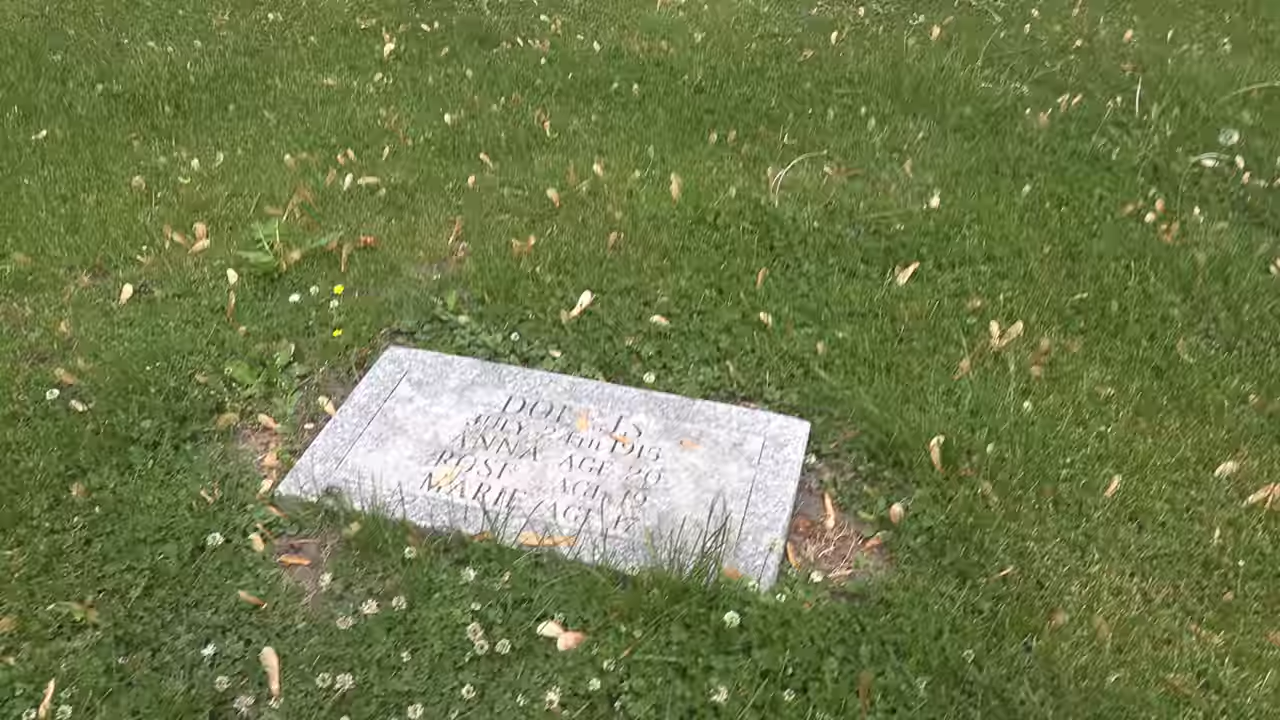 JULY 24TH 1915
ANNA AGE 20
ROSE AGE 19
MARIE AGE 17